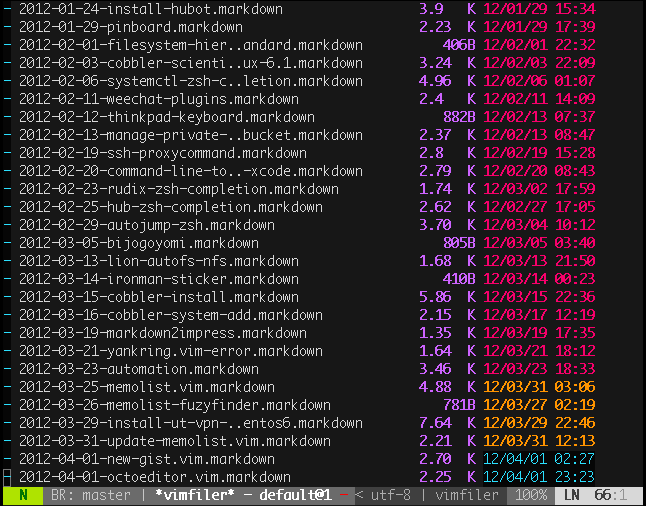 - 2012-01-24-install-hubot.markdown 3.9 K 12/01/29 15:34
- 2012-01-29-pinboard.markdown 2.23 K 12/01/29 17:39
- 2012-02-01-filesystem-hier..andard.markdown 406B 12/02/01 22:32
- 2012-02-03-cobbler-scienti..ux-6.1.markdown 3.24 K 12/02/03 22:09
- 2012-02-06-systemctl-zsh-c..letion.markdown 4.96 K 12/02/06 01:07
- 2012-02-11-weechat-plugins.markdown 2.4 K 12/02/11 14:09
- 2012-02-12-thinkpad-keyboard.markdown 882B 12/02/13 07:37
- 2012-02-13-manage-private-..bucket.markdown 2.37 K 12/02/13 08:47
- 2012-02-19-ssh-proxycommand.markdown 2.8 K 12/02/19 15:28
- 2012-02-20-command-line-to..-xcode.markdown 2.79 K 12/02/20 08:43
- 2012-02-23-rudix-zsh-completion.markdown 1.74 K 12/03/02 17:59
- 2012-02-25-hub-zsh-completion.markdown 2.62 K 12/02/27 17:05
- 2012-02-29-autojump-zsh.markdown 3.70 K 12/03/04 10:12
- 2012-03-05-bijogoyomi.markdown 805B 12/03/05 03:40
- 2012-03-13-lion-autofs-nfs.markdown 1.68 K 12/03/13 21:50
- 2012-03-14-ironman-sticker.markdown 410B 12/03/14 00:23
- 2012-03-15-cobbler-install.markdown 5.86 K 12/03/15 22:36
- 2012-03-16-cobbler-system-add.markdown 2.15 K 12/03/17 12:19
- 2012-03-19-markdown2impress.markdown 1.35 K 12/03/19 17:35
- 2012-03-21-yankring.vim-error.markdown 1.64 K 12/03/21 18:12
- 2012-03-23-automation.markdown 3.46 K 12/03/23 18:33
- 2012-03-25-memolist.vim.markdown 4.88 K 12/03/31 03:06
- 2012-03-26-memolist-fuzyfinder.markdown 781B 12/03/27 02:19
- 2012-03-29-install-ut-vpn-..entos6.markdown 7.64 K 12/03/29 22:46
- 2012-03-31-update-memolist.vim.markdown 2.21 K 12/03/31 12:13
- 2012-04-01-new-gist.vim.markdown 2.70 K 12/04/01 02:27
- 2012-04-01-octoeditor.vim.markdown 2.25 K 12/04/01 23:23
N BR: master | *vimfiler* - default@1 - < utf-8 | vimfiler 100% LN 66:1